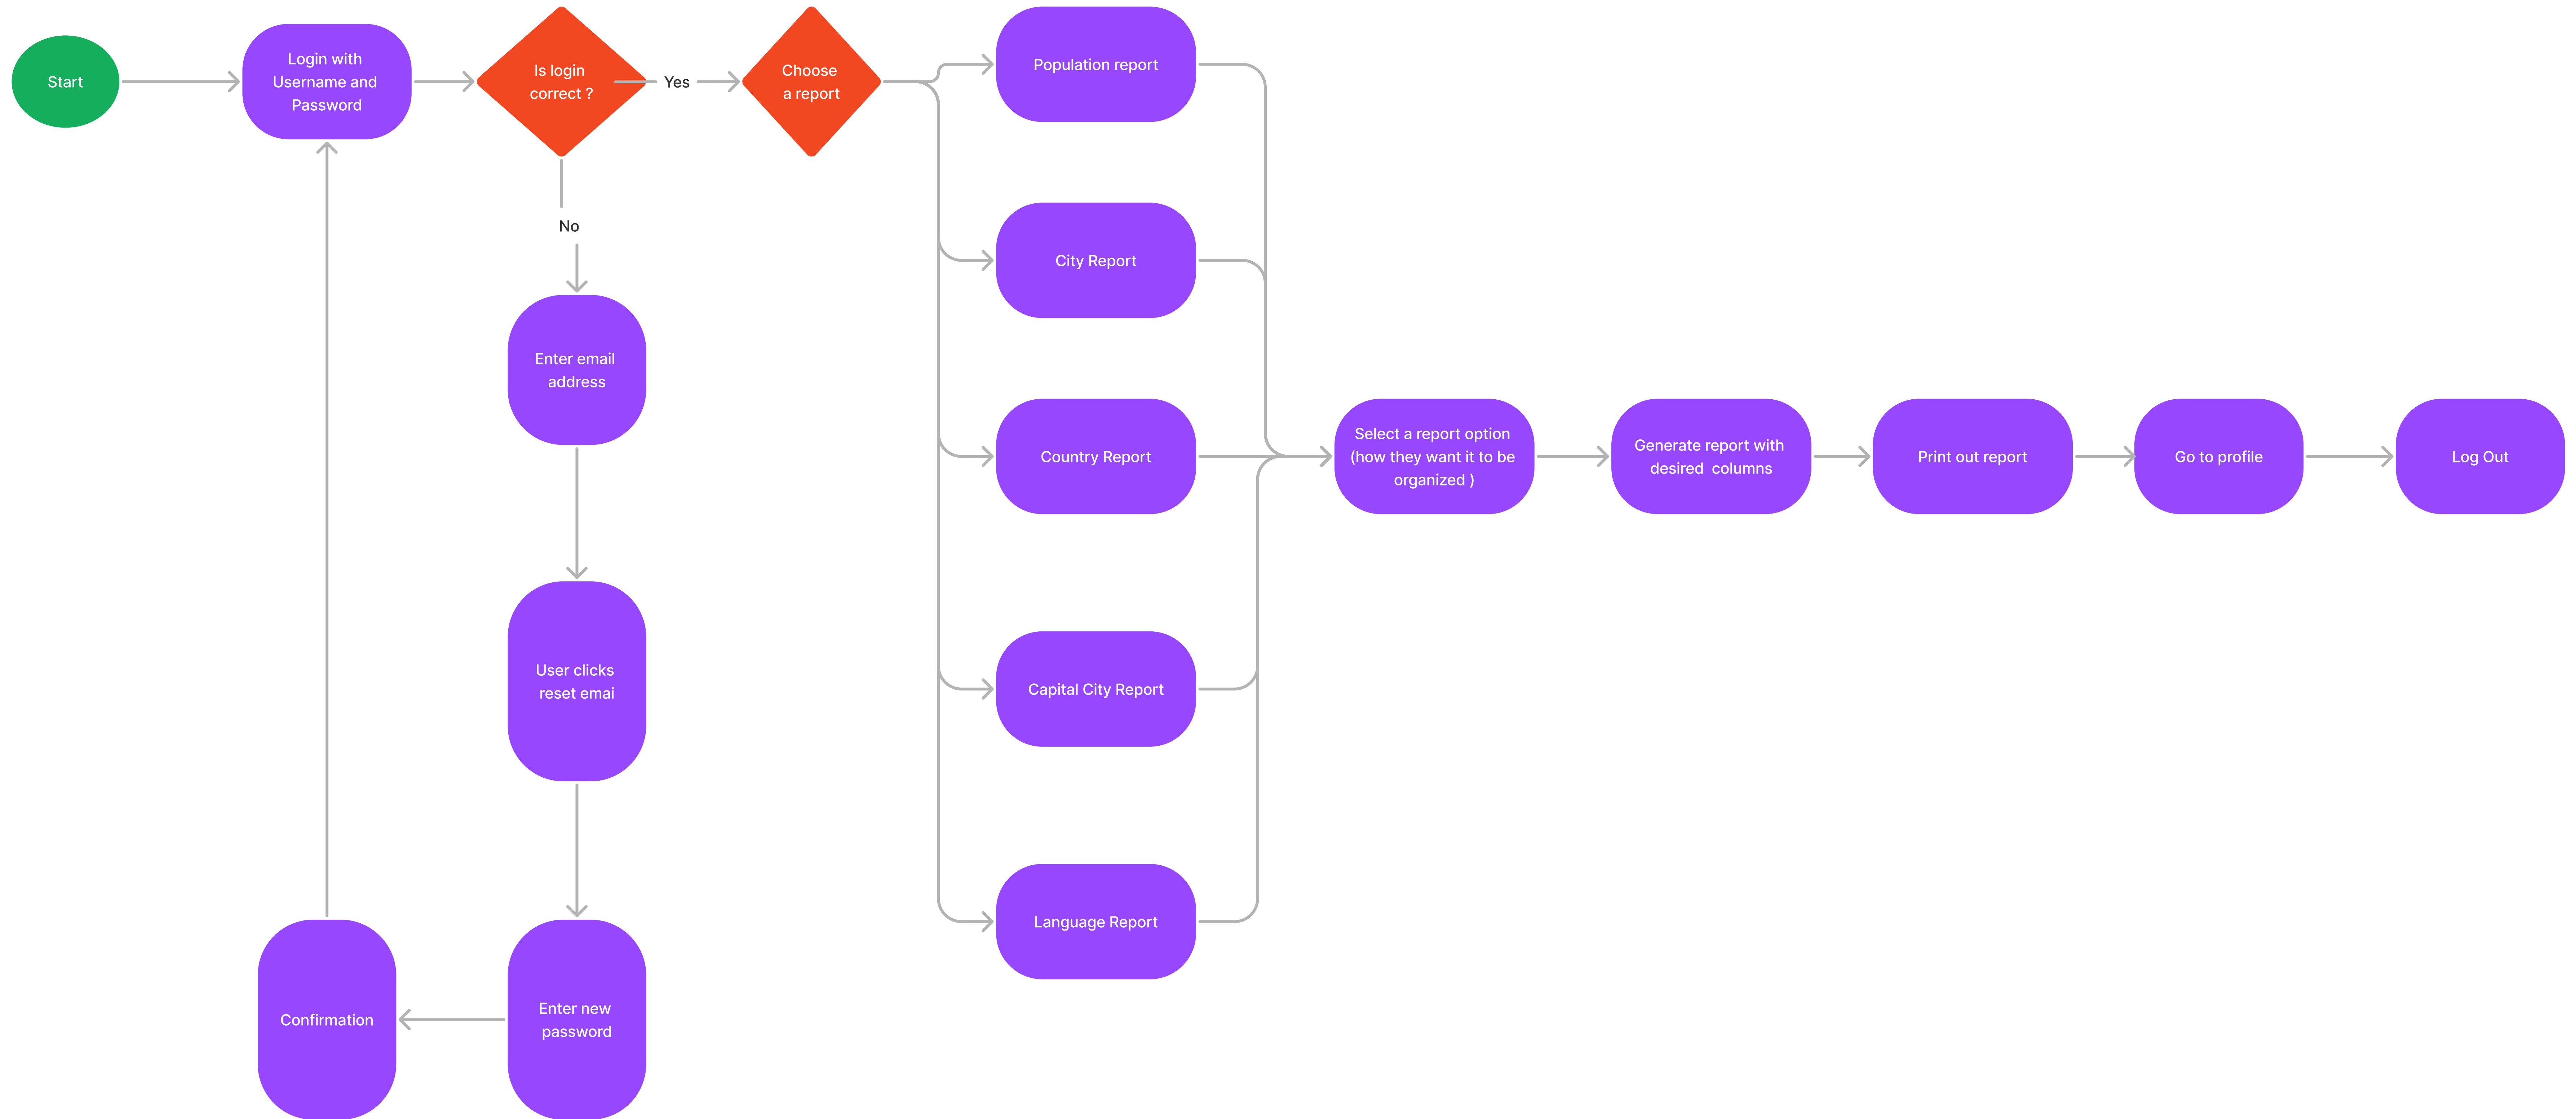 Start
Login with
Username and
Password
Is login
correct ?
Yes
Choose
a report
No
Enter email
address
User clicks
reset emai
Enter new
password
Confirmation
Population report
City Report
Country Report
Capital City Report
Language Report
Select a report option
(how they want it to be
organized )
Generate report with
desired  columns
Print out report
Go to profile
Log Out